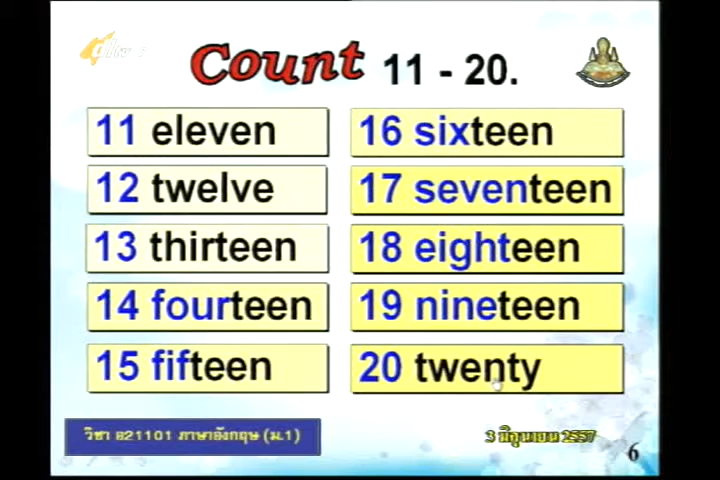 Count 11 - 20.
11 eleven
12 twelve
13 thirteen
14 fourteen
15 fifteen
16 sixteen
17 seventeen
18 eighteen
19 nineteen
20 twenty
วิชา อ21101 ภาษาอังกฤษ (ม.1)
3 มิถุนายน 2557
6